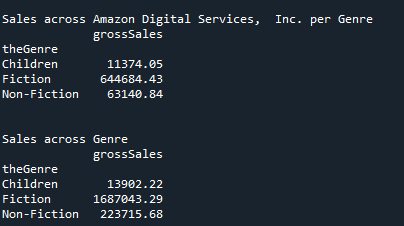 Sales across Amazon Digital Services,  Inc. per Genre
             grossSales
theGenre
Children       11374.05
Fiction       644684.43
Non-Fiction    63140.84
Sales across Genre
             grossSales
theGenre
Children       13902.22
Fiction      1687043.29
Non-Fiction   223715.68